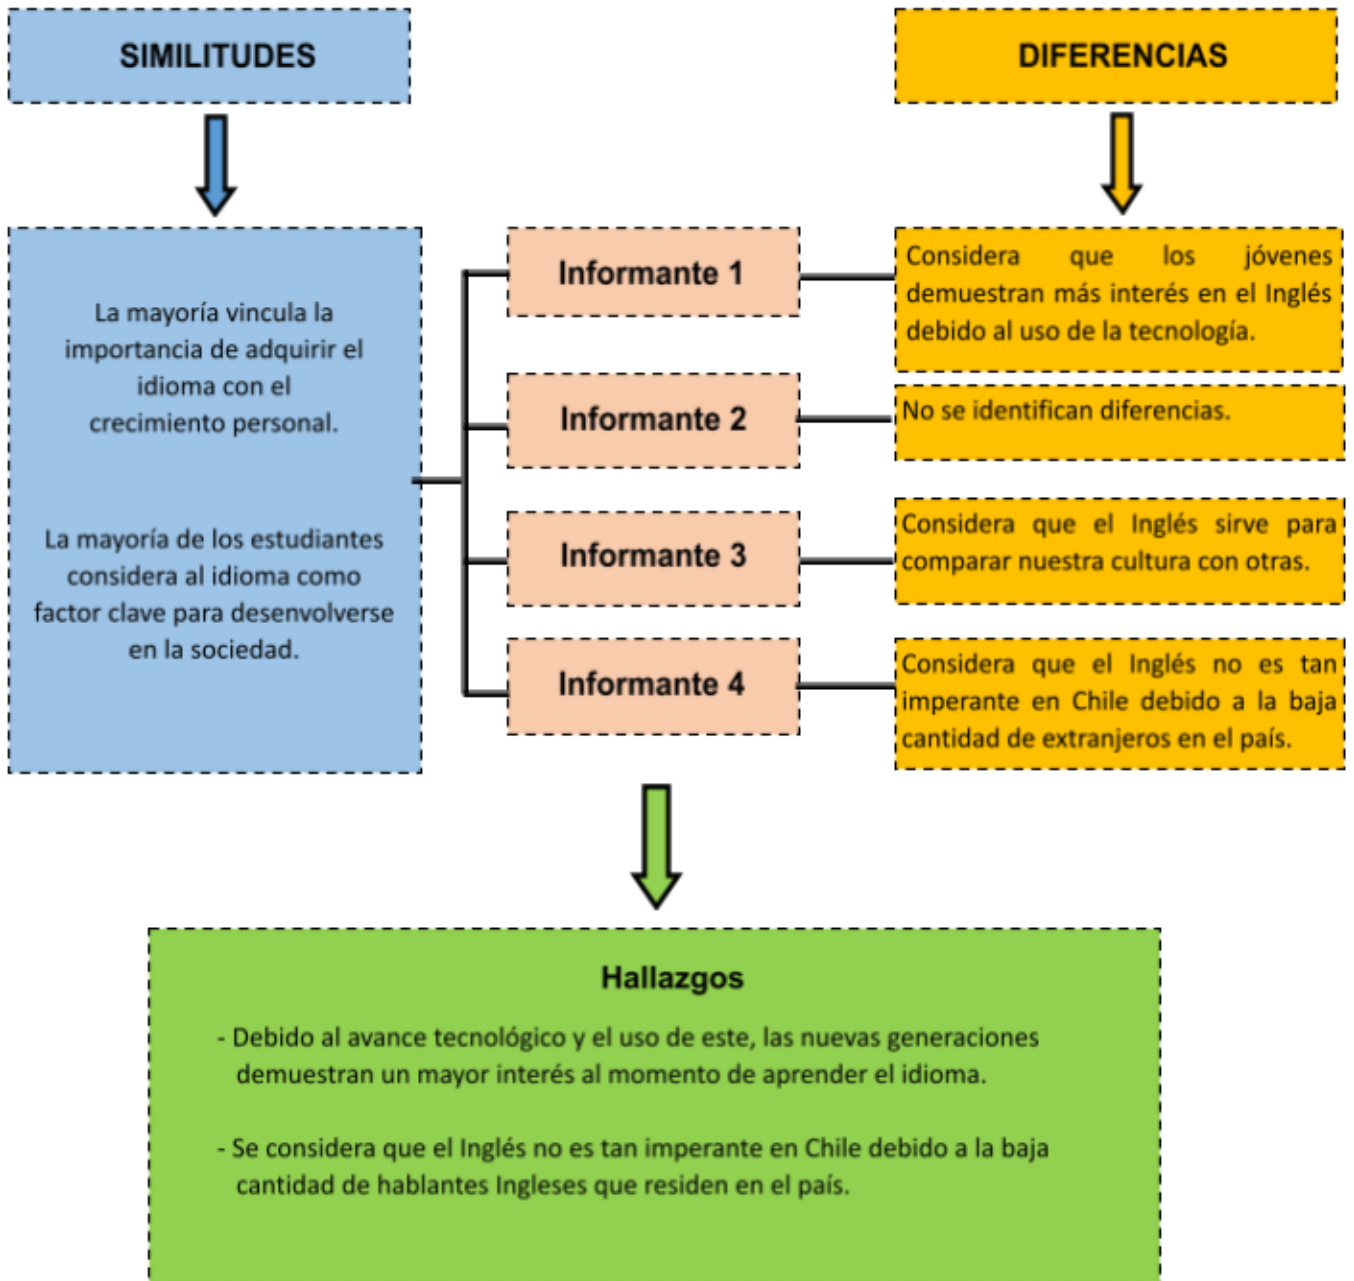 SIMILITUDES
DIFERENCIAS
La mayoría vincula la
importancia de adquirir el
idioma con el
crecimiento personal.
La mayoría de los estudiantes
considera al idioma como
factor clave para desenvolverse
en la sociedad.
Informante 1
Considera que los jóvenes
demuestran más interés en el Inglés
debido al uso de la tecnología.
Informante 2
No se identifican diferencias.
Informante 3
Considera que el Inglés sirve para
comparar nuestra cultura con otras.
Informante 4
Considera que el Inglés no es tan
imperante en Chile debido a la baja
cantidad de extranjeros en el país.
Hallazgos
- Debido al avance tecnológico y el uso de este, las nuevas generaciones
demuestran un mayor interés al momento de aprender el idioma.
- Se considera que el Inglés no es tan imperante en Chile debido a la baja
cantidad de hablantes Ingleses que residen en el país.